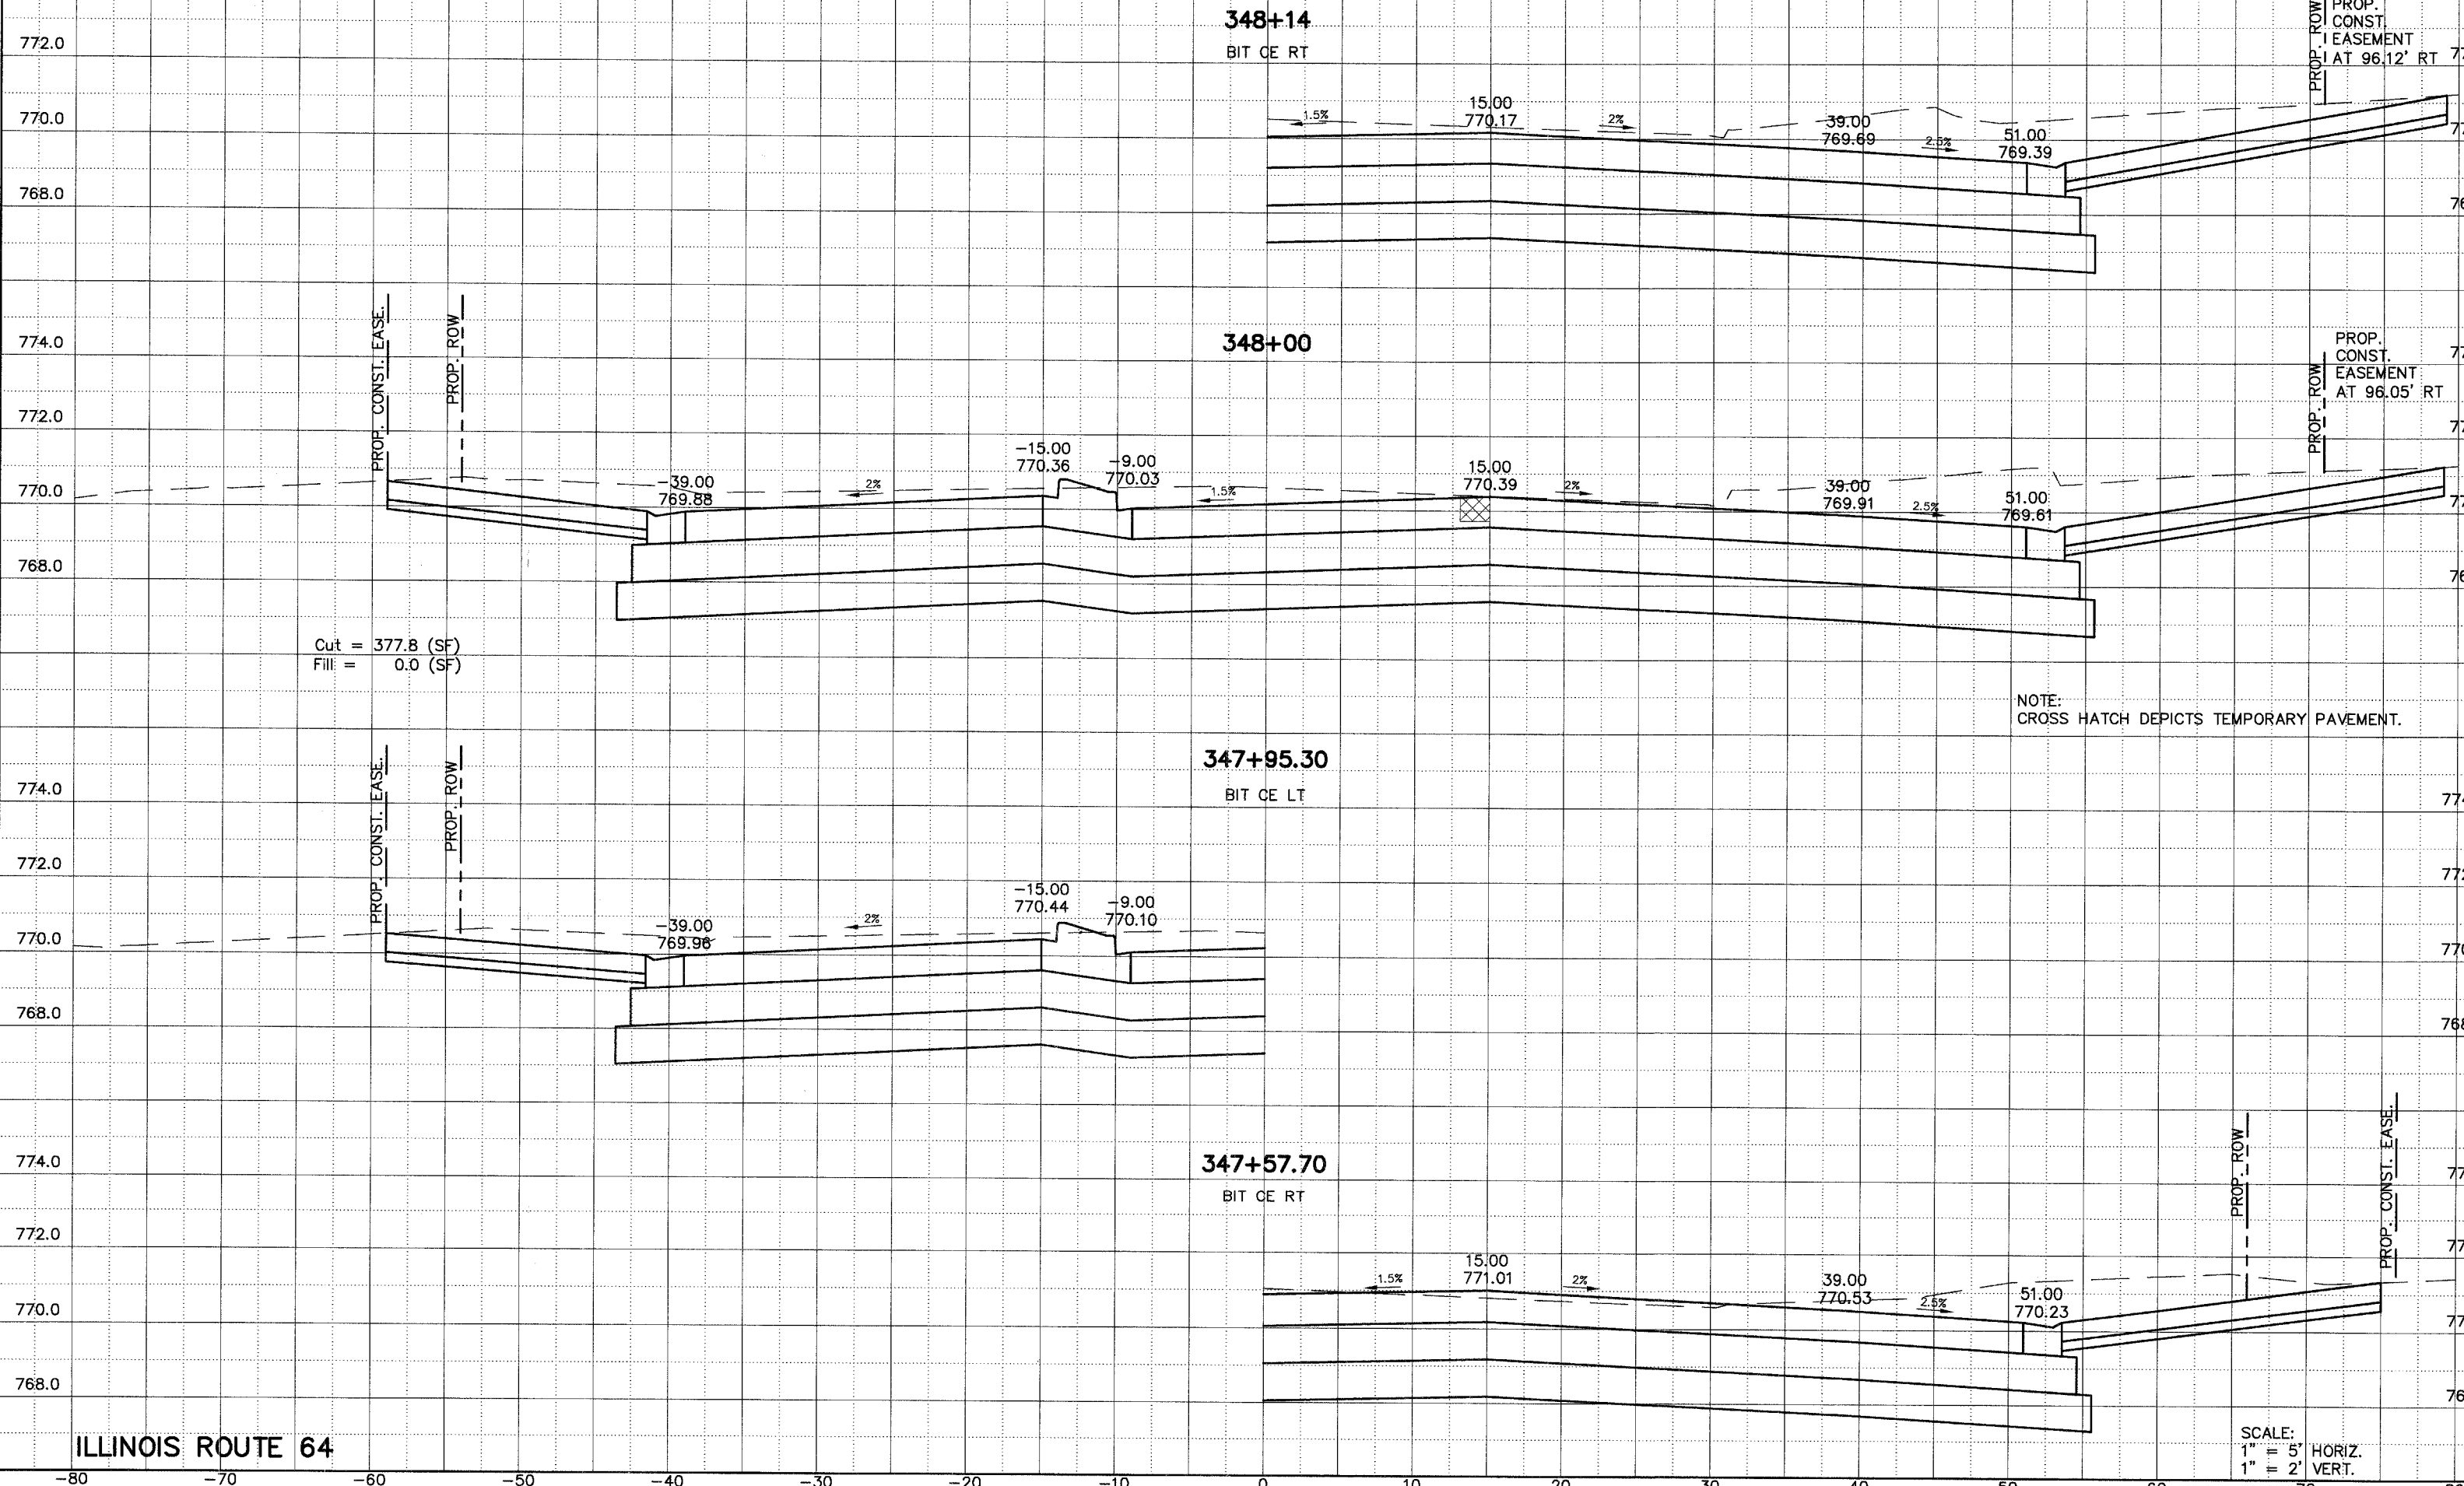 348+14
BIT CE RT
PROP. ROW
PROP.
CONST.
EASEMENT
AT 96.12' RT
772.0
770.0
768.0
1.5%
15.00
770.17
2%
39.00
769.69
2.5%
51.00
769.39
348+00
PROP. CONST. EASE.
PROP. ROW
PROP. ROW
PROP.
CONST.
EASEMENT
AT 96.05' RT
774.0
772.0
770.0
768.0
-39.00
769.88
2%
-15.00
770.36
-9.00
770.03
1.5%
15.00
770.39
2%
39.00
769.91
2.5%
51.00
769.61
Cut = 377.8 (SF)
Fill = 0.0 (SF)
NOTE:
CROSS HATCH DEPICTS TEMPORARY PAVEMENT.
347+95.30
BIT CE LT
PROP. CONST. EASE.
PROP. ROW
774.0
772.0
770.0
768.0
-39.00
769.96
2%
-15.00
770.44
-9.00
770.10
347+57.70
BIT CE RT
PROP. ROW
PROP. CONST. EASE.
774.0
772.0
770.0
768.0
1.5%
15.00
771.01
2%
39.00
770.53
2.5%
51.00
770.23
ILLINOIS ROUTE 64
SCALE:
1" = 5' HORIZ.
1" = 2' VERT.
-80 -70 -60 -50 -40 -30 -20 -10 0 10 20 30 40 50 60 70